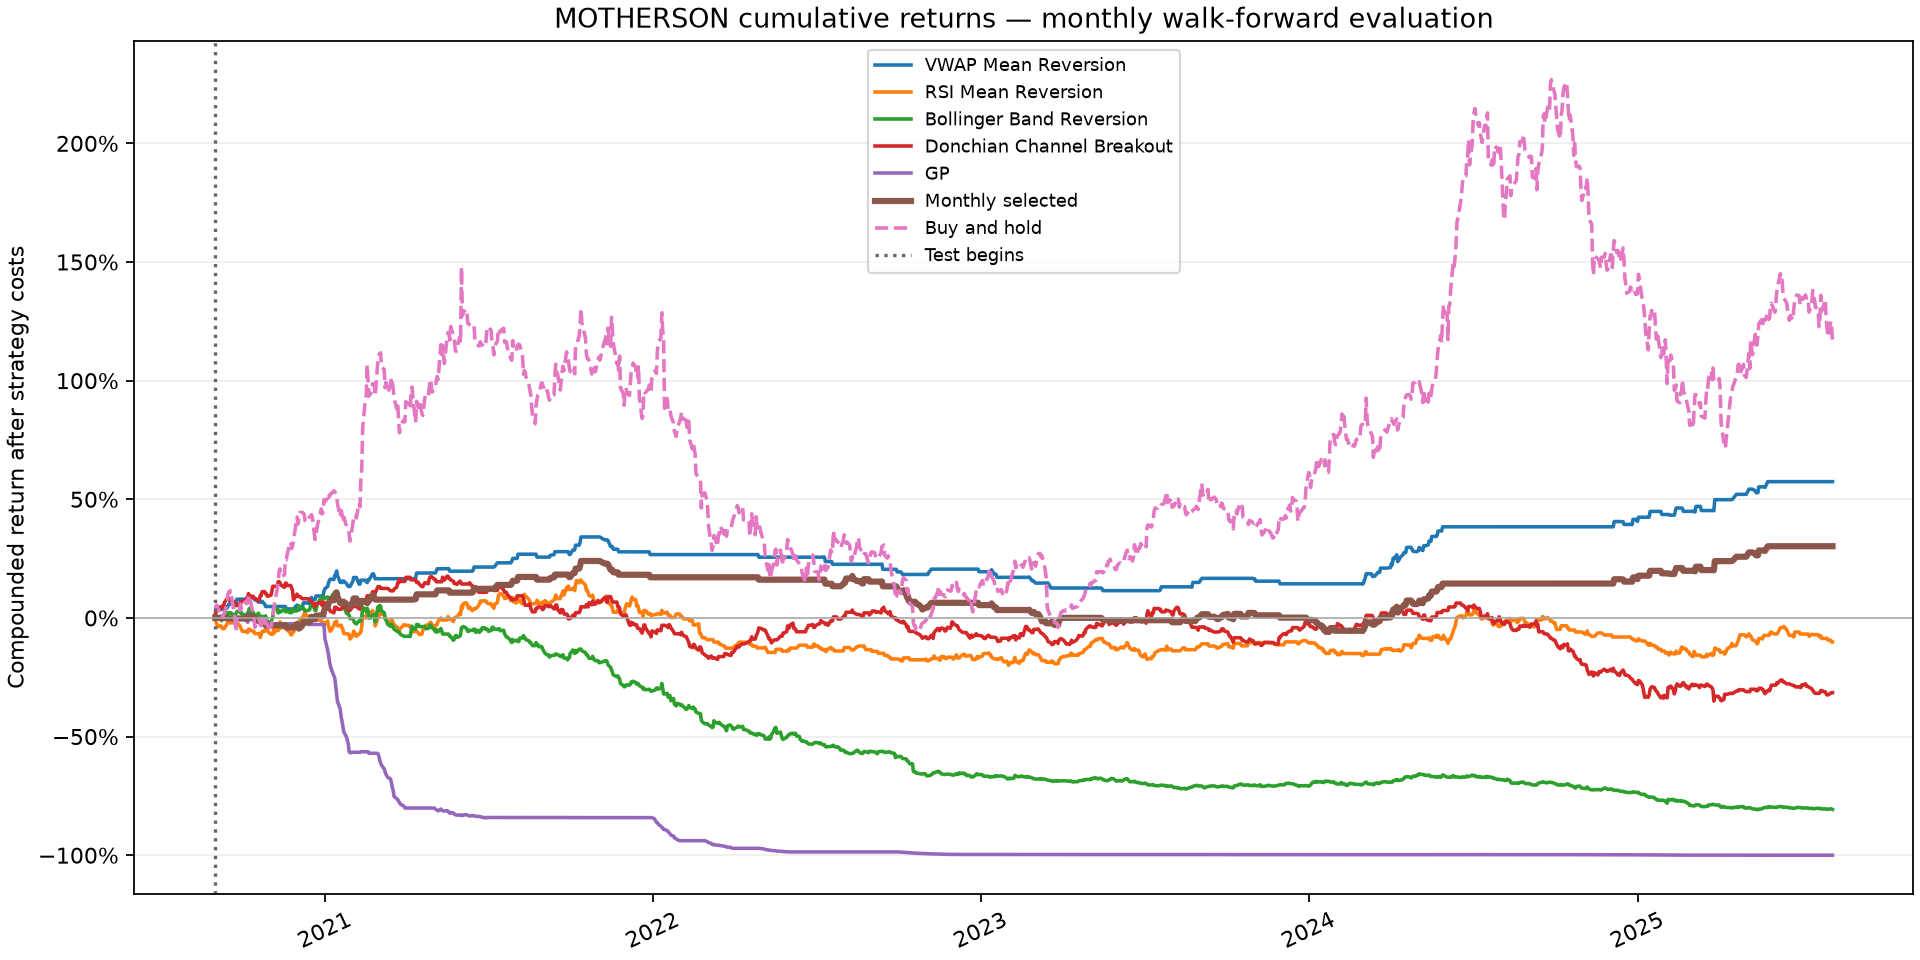 MOTHERSON cumulative returns — monthly walk-forward evaluation
Compounded return after strategy costs
200%
150%
100%
50%
0%
−50%
−100%
VWAP Mean Reversion
RSI Mean Reversion
Bollinger Band Reversion
Donchian Channel Breakout
GP
Monthly selected
Buy and hold
Test begins
2021
2022
2023
2024
2025